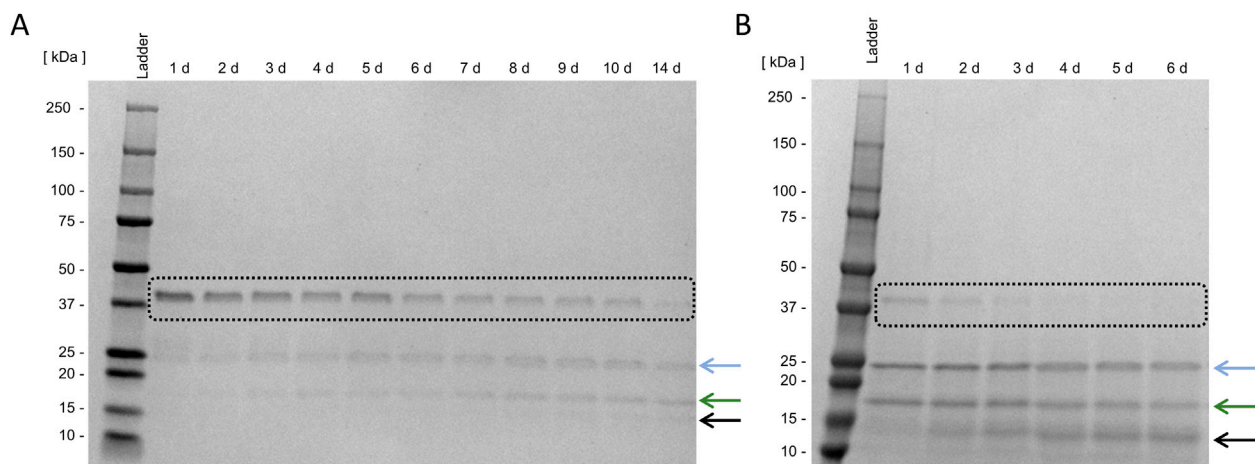 A
[ kDa]
Ladder
1 d 2 d 3 d 4 d 5 d 6 d 7 d 8 d 9 d 10 d 14 d
250 -
150 -
100 -
75 -
50 -
37 -
25 -
20 -
15 -
10 -
B
[ kDa]
Ladder
1 d 2 d 3 d 4 d 5 d 6 d
250 -
150 -
100 -
75 -
50 -
37 -
25 -
20 -
15 -
10 -